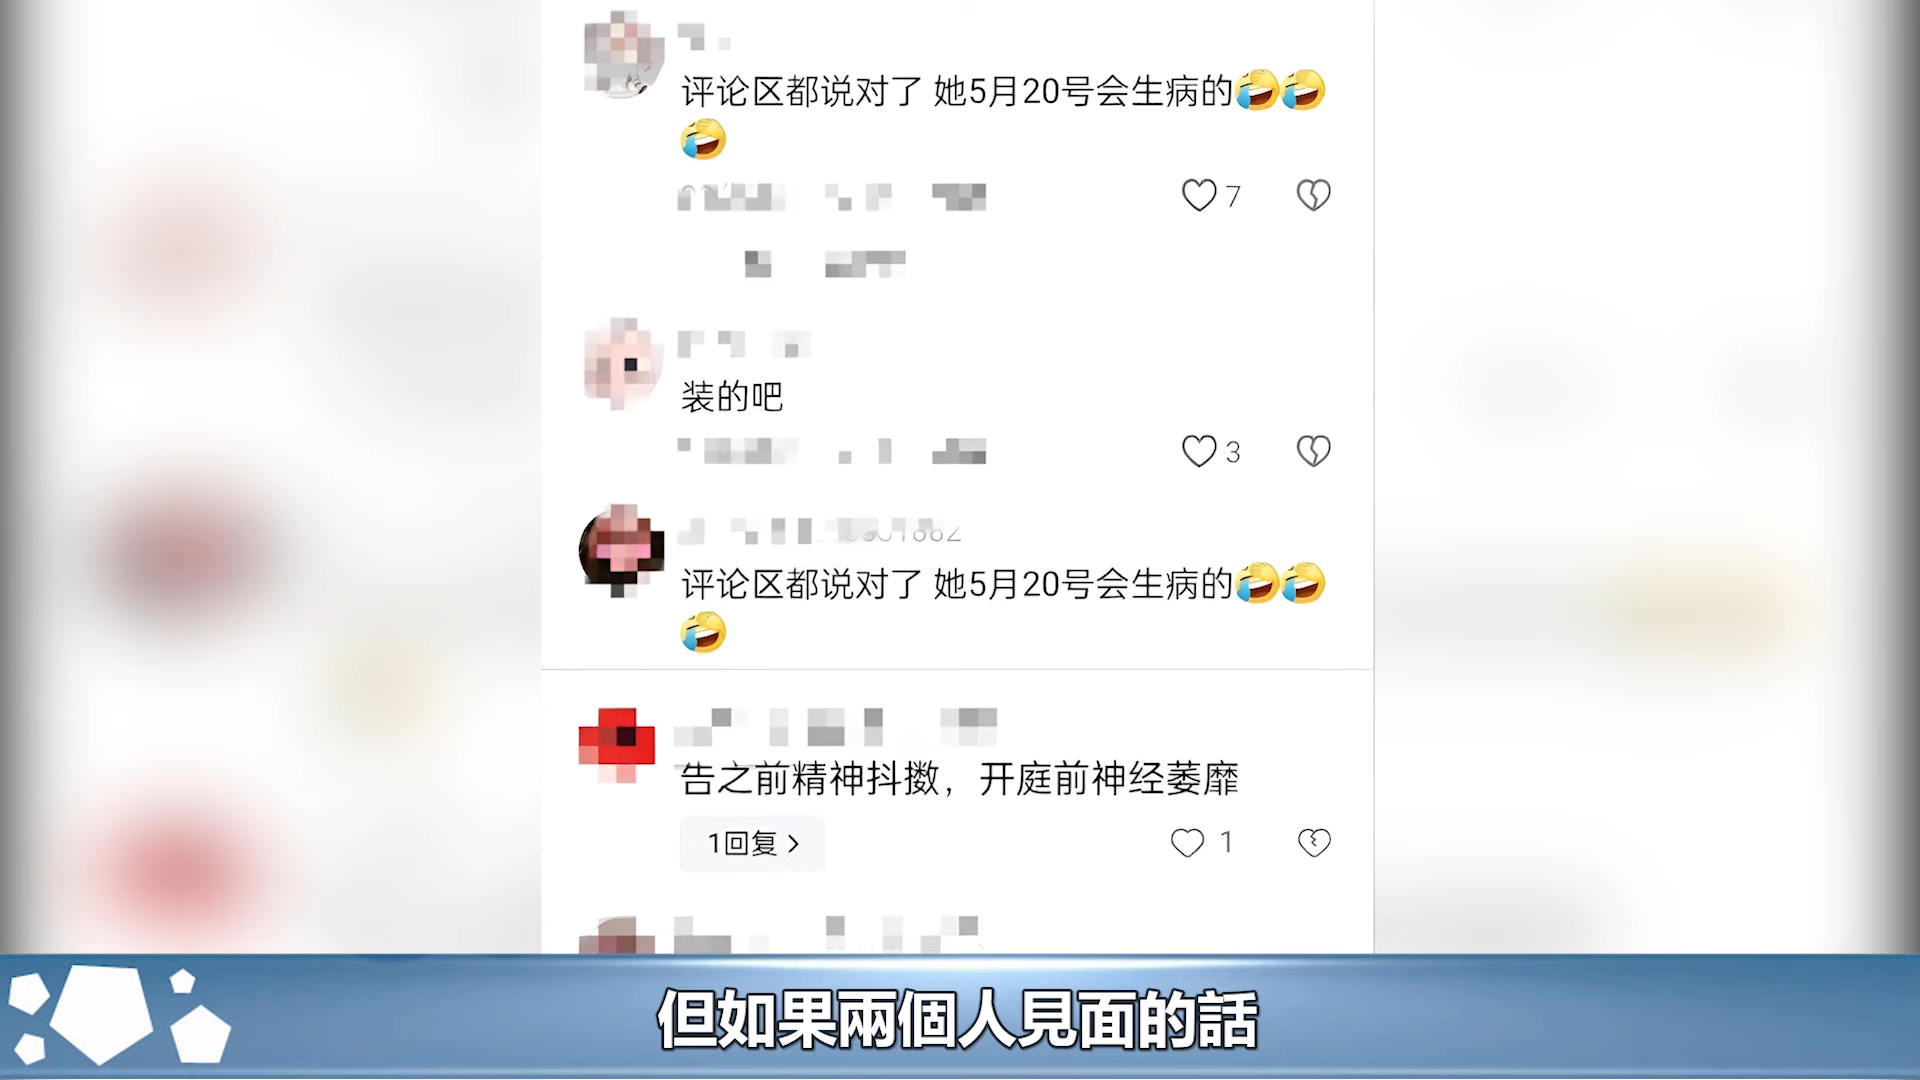 评论区都说对了 她5月20号会生病的🤣🤣
🤣
7
装的吧
3
评论区都说对了 她5月20号会生病的🤣🤣
🤣
告之前精神抖擞，开庭前神经萎靡
1回复 >
1
但如果兩個人見面的話